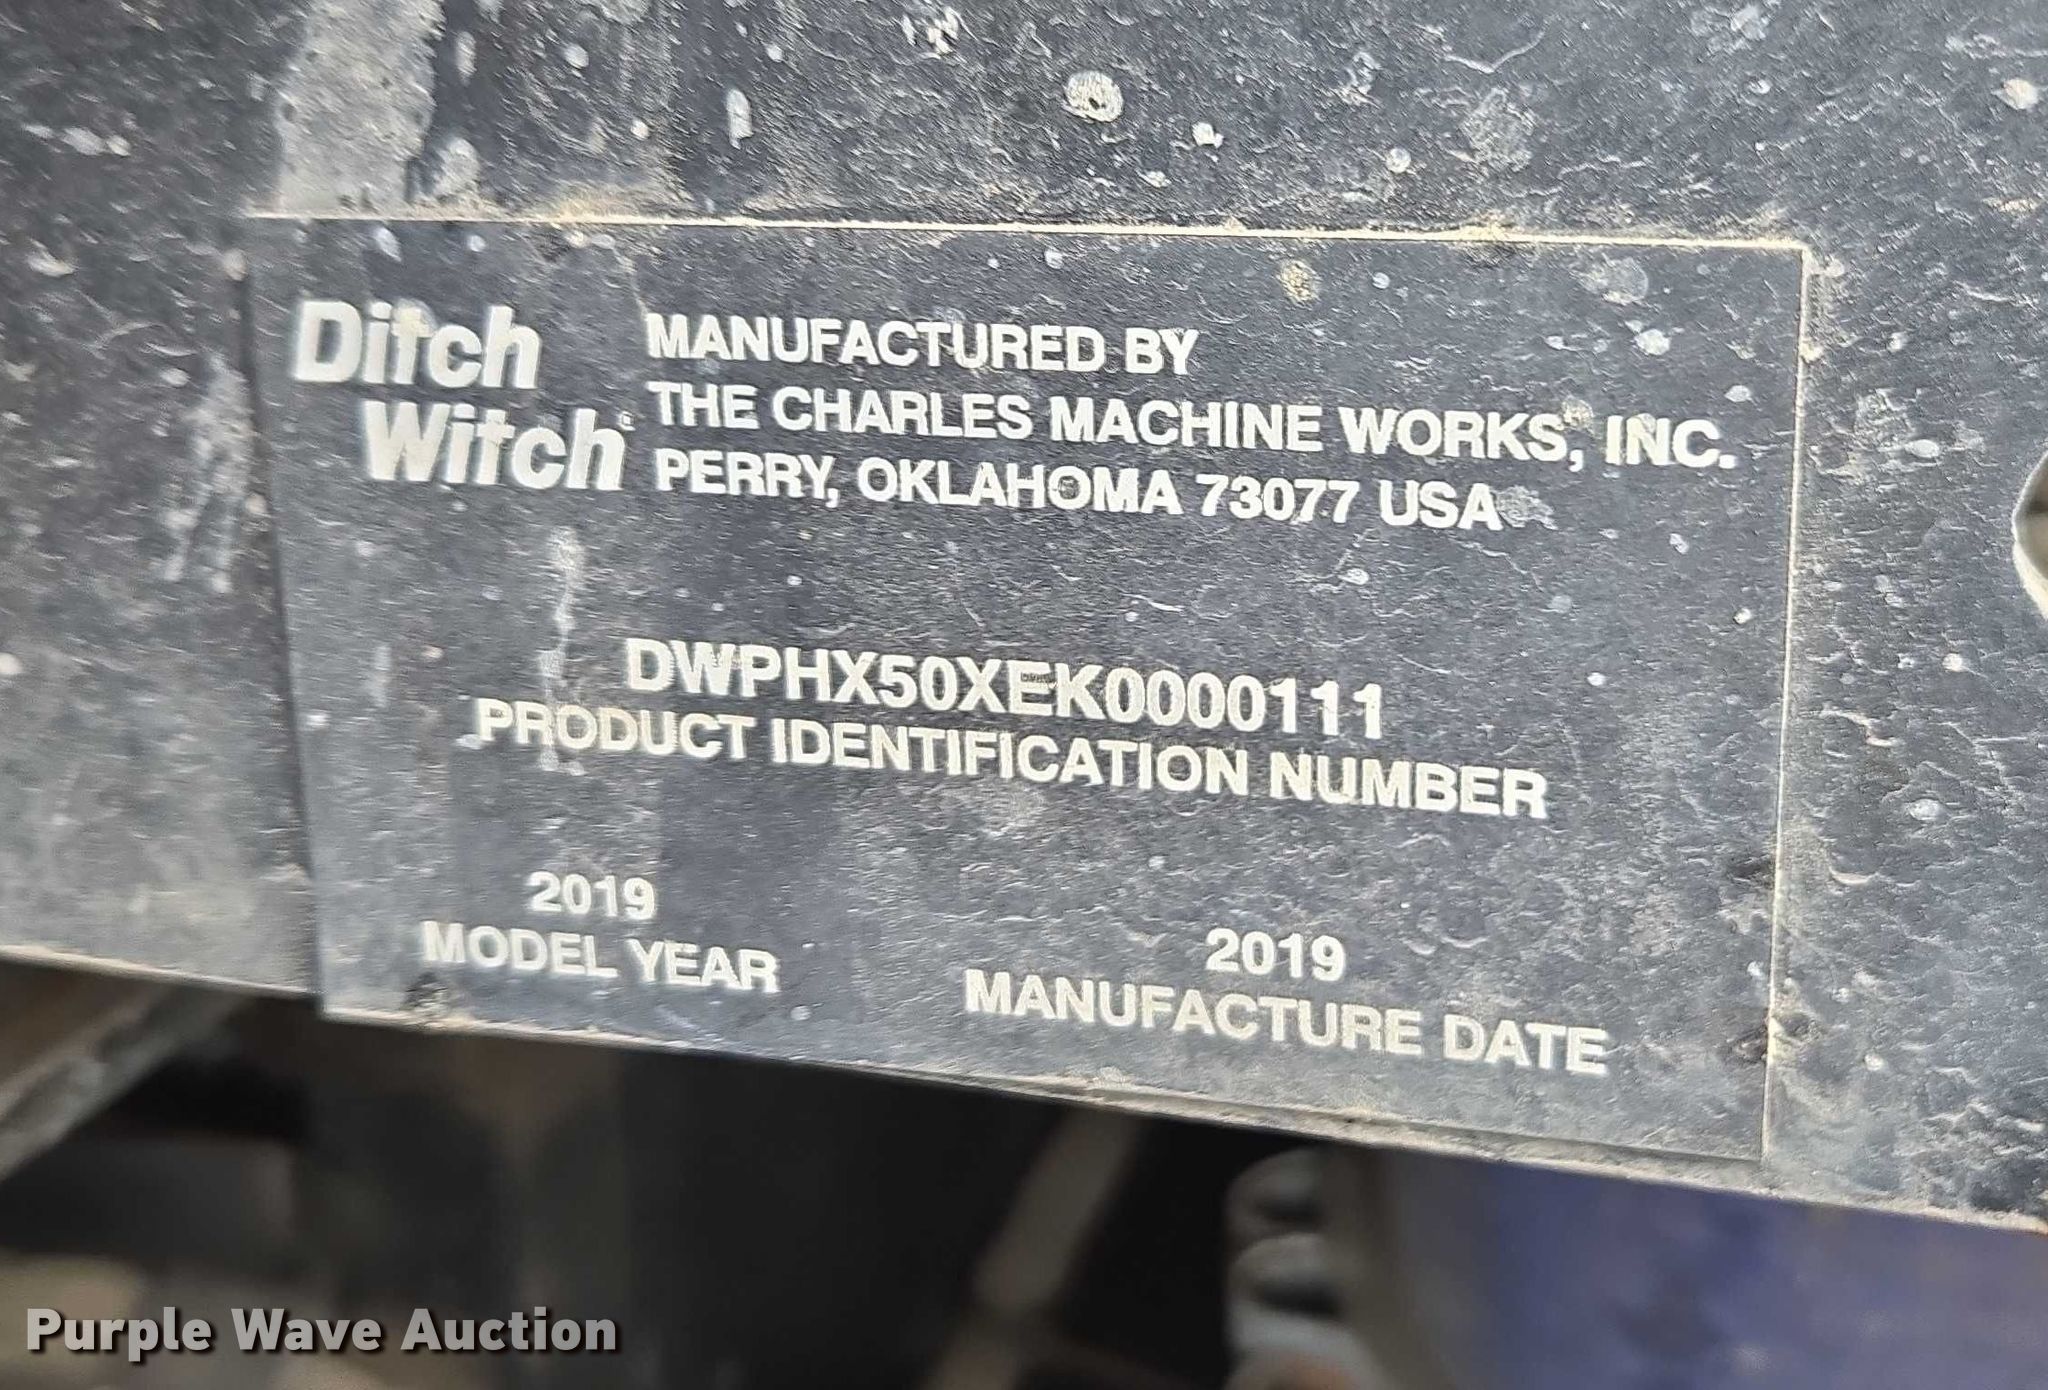 Ditch
Witch
MANUFACTURED BY
THE CHARLES MACHINE WORKS, INC.
PERRY, OKLAHOMA 73077 USA
DWPHX50XEK0000111
PRODUCT IDENTIFICATION NUMBER
2019
MODEL YEAR
2019
MANUFACTURE DATE
Purple Wave Auction